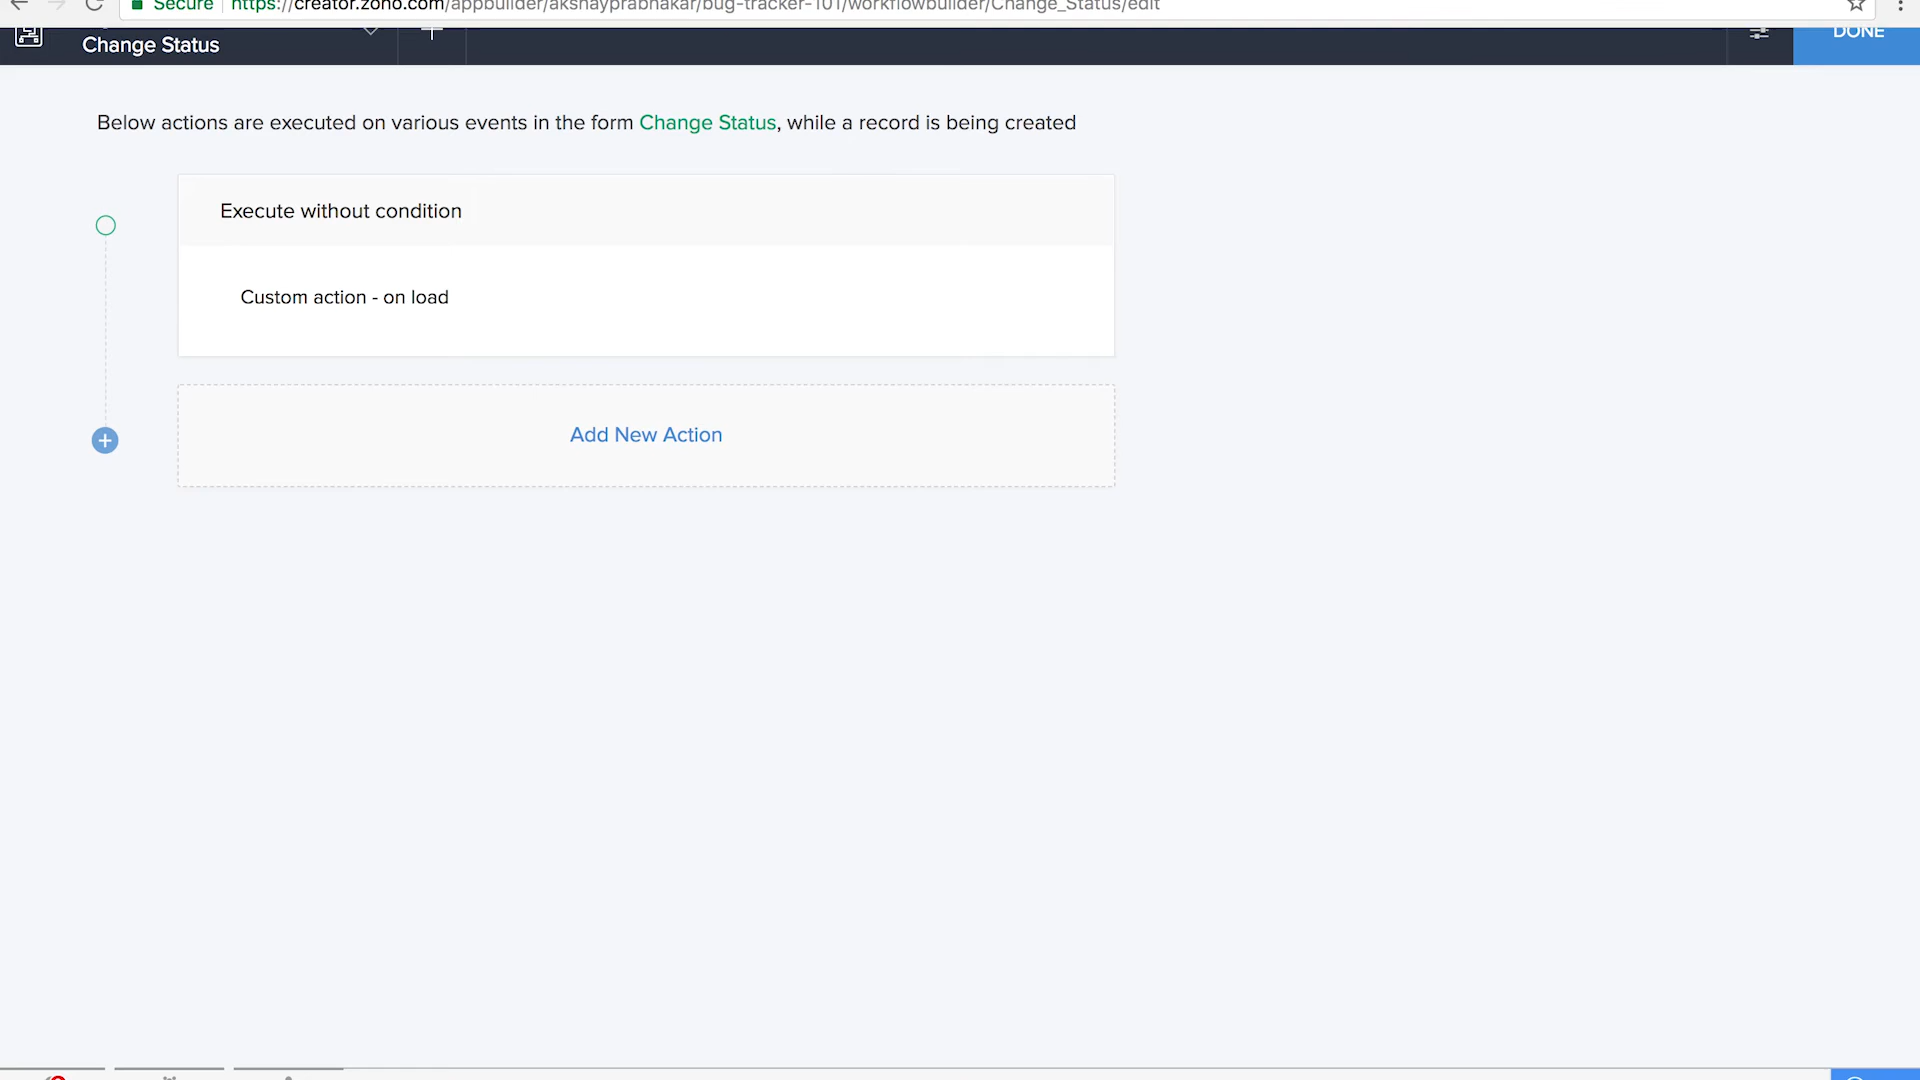 Secure https://creator.zoho.com/appbuilder/akshayprabhakar/bug-tracker-101/workflowbuilder/Change_Status/edit
Change Status
DONE
Below actions are executed on various events in the form Change Status, while a record is being created
Execute without condition
Custom action - on load
Add New Action